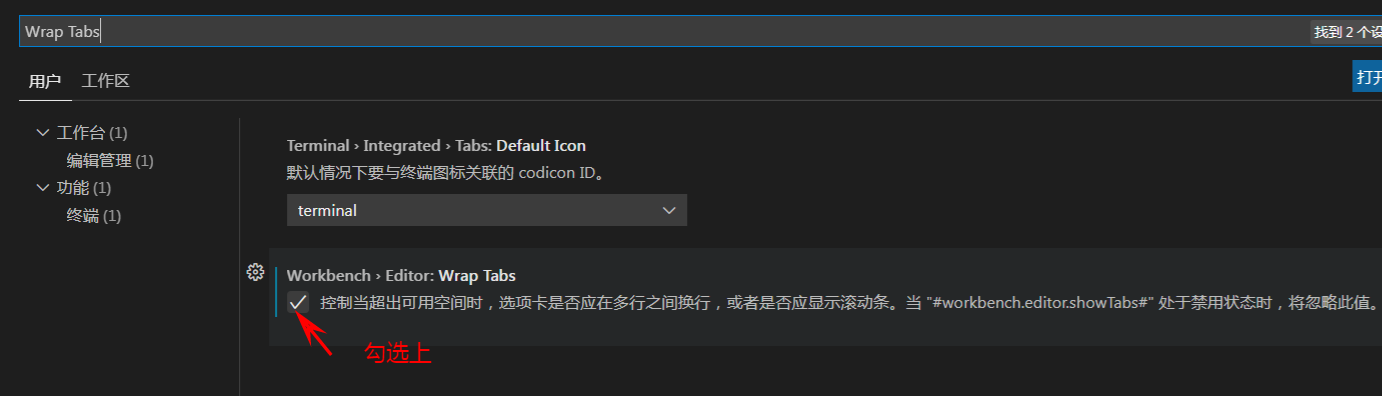 Wrap Tabs
找到 2 个设
用户 工作区
打开
工作台 (1)
编辑管理 (1)
功能 (1)
终端 (1)
Terminal › Integrated › Tabs: Default Icon
默认情况下要与终端图标关联的 codicon ID。
terminal
Workbench › Editor: Wrap Tabs
控制当超出可用空间时，选项卡是否应在多行之间换行，或者是否应显示滚动条。当 "#workbench.editor.showTabs#" 处于禁用状态时，将忽略此值。
勾选上